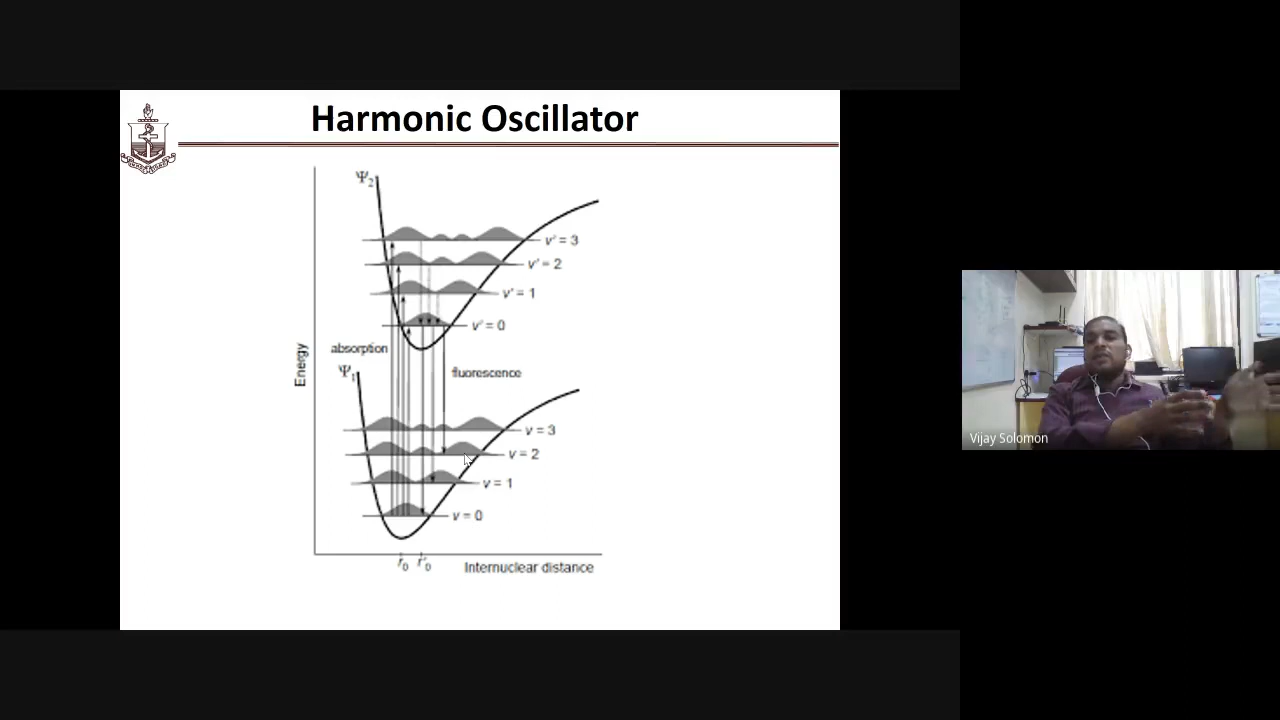 Harmonic Oscillator
Ψ2
v' = 3
v' = 2
v' = 1
v' = 0
absorption
Energy
Ψ1
fluorescence
v = 3
v = 2
v = 1
v = 0
r0 r'0
Internuclear distance
Vijay Solomon